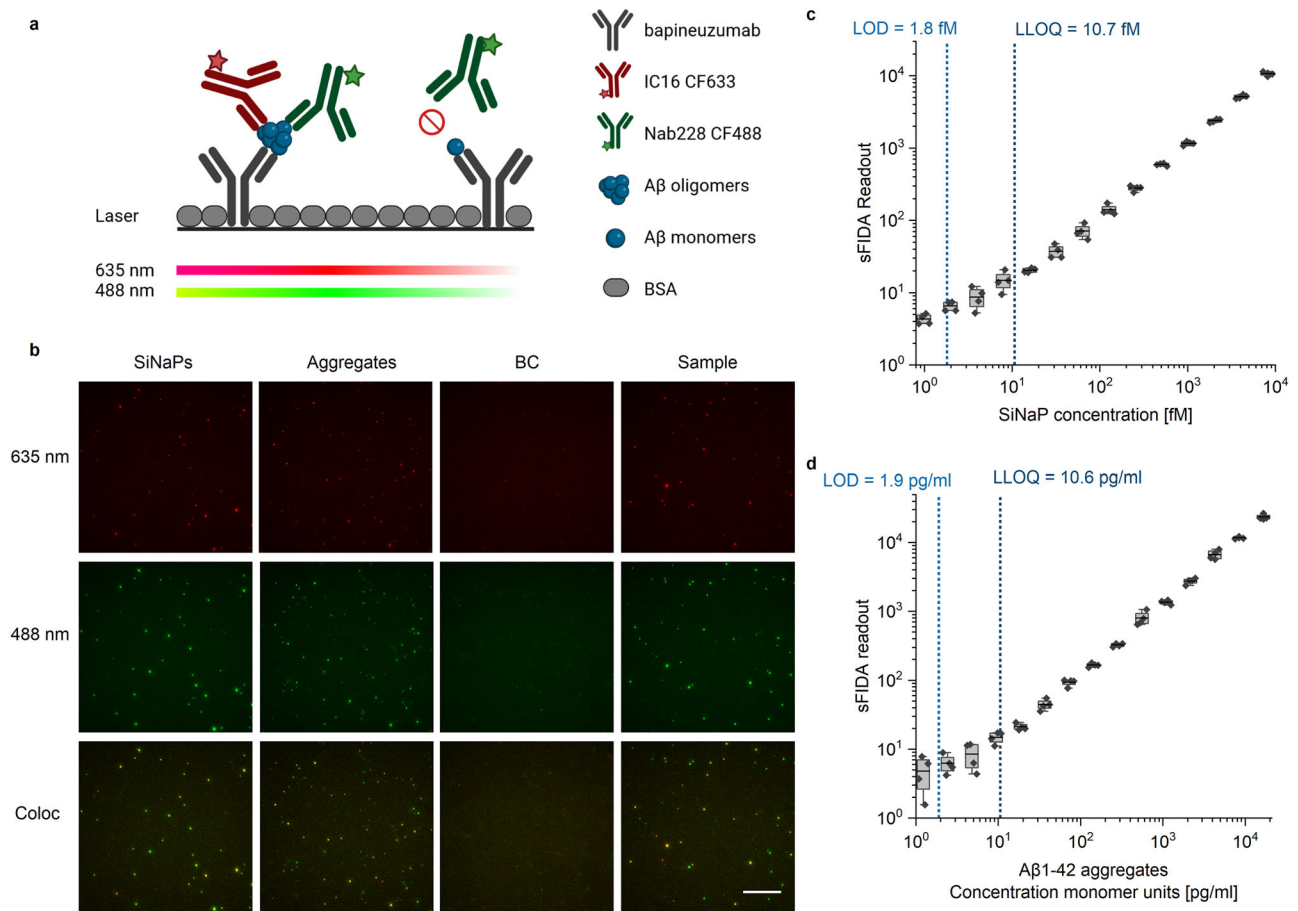 a
bapineuzumab
IC16 CF633
Nab228 CF488
Aβ oligomers
Aβ monomers
BSA
Laser
635 nm
488 nm
b
SiNaPs Aggregates BC Sample
635 nm
488 nm
Coloc
c
LOD = 1.8 fM LLOQ = 10.7 fM
sFIDA Readout
10⁴
10³
10²
10¹
10⁰
10⁰ 10¹ 10² 10³ 10⁴
SiNaP concentration [fM]
d
LOD = 1.9 pg/ml LLOQ = 10.6 pg/ml
sFIDA readout
10⁴
10³
10²
10¹
10⁰
10⁰ 10¹ 10² 10³ 10⁴
Aβ1-42 aggregates
Concentration monomer units [pg/ml]